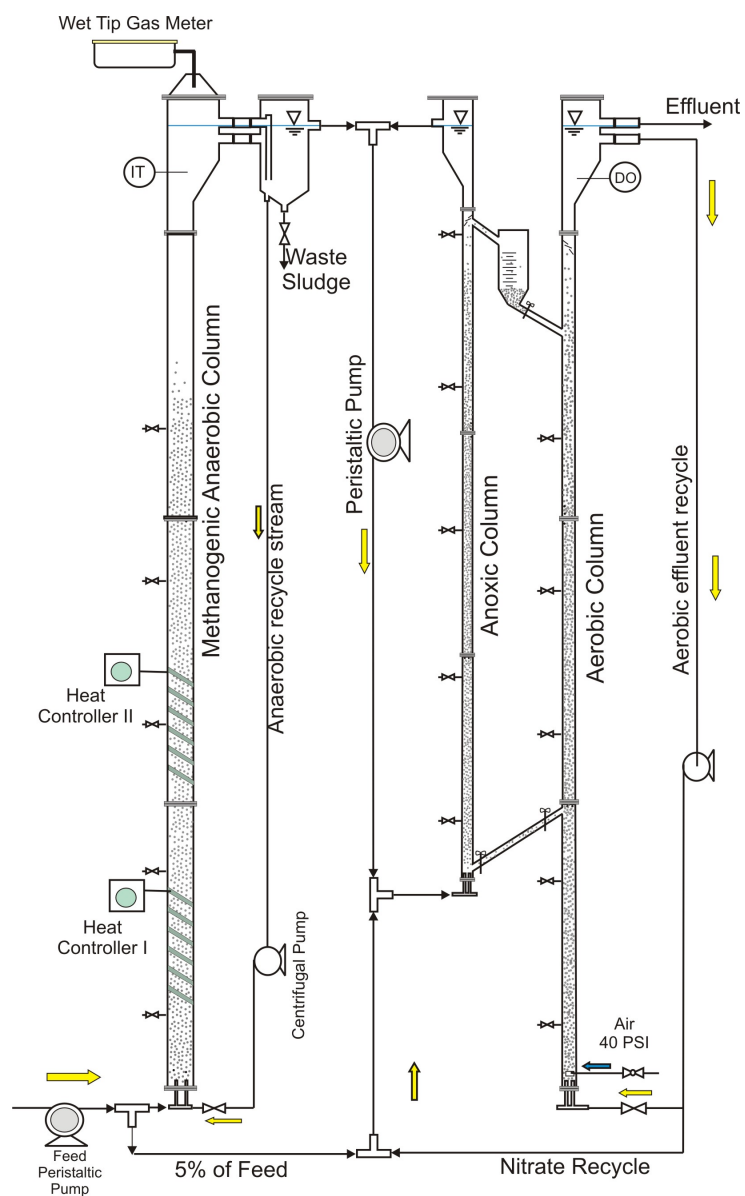 Wet Tip Gas Meter
Effluent
IT
DO
Waste
Sludge
Methanogenic Anaerobic Column
Anaerobic recycle stream
Peristaltic Pump
Anoxic Column
Aerobic Column
Aerobic effluent recycle
Heat
Controller II
Heat
Controller I
Centrifugal Pump
Air
40 PSI
Feed
Peristaltic
Pump
5% of Feed
Nitrate Recycle